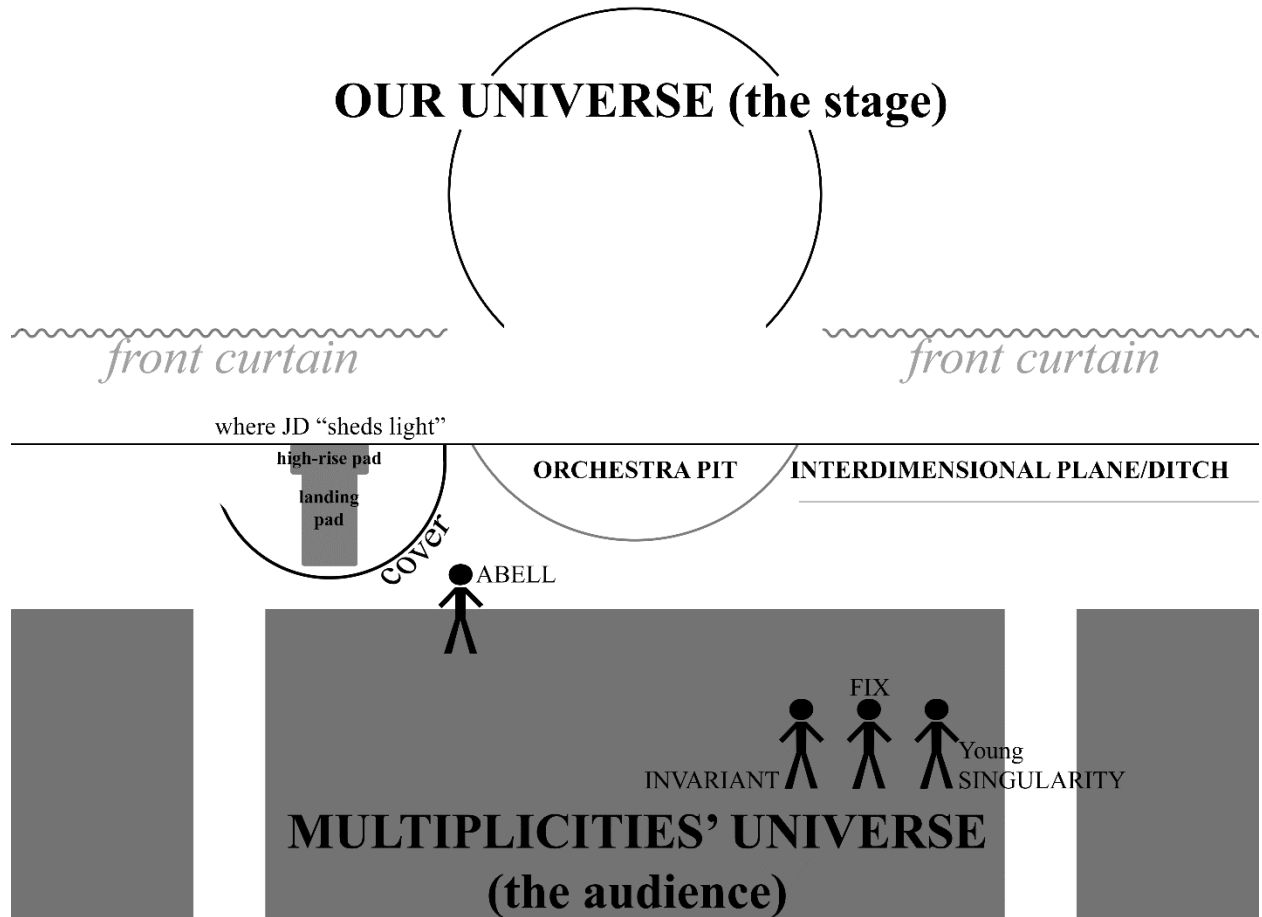 OUR UNIVERSE (the stage)
front curtain
front curtain
where JD “sheds light”
high-rise pad
landing
pad
cover
ORCHESTRA PIT
INTERDIMENSIONAL PLANE/DITCH
ABELL
FIX
INVARIANT
Young
SINGULARITY
MULTIPLICITIES’ UNIVERSE
(the audience)